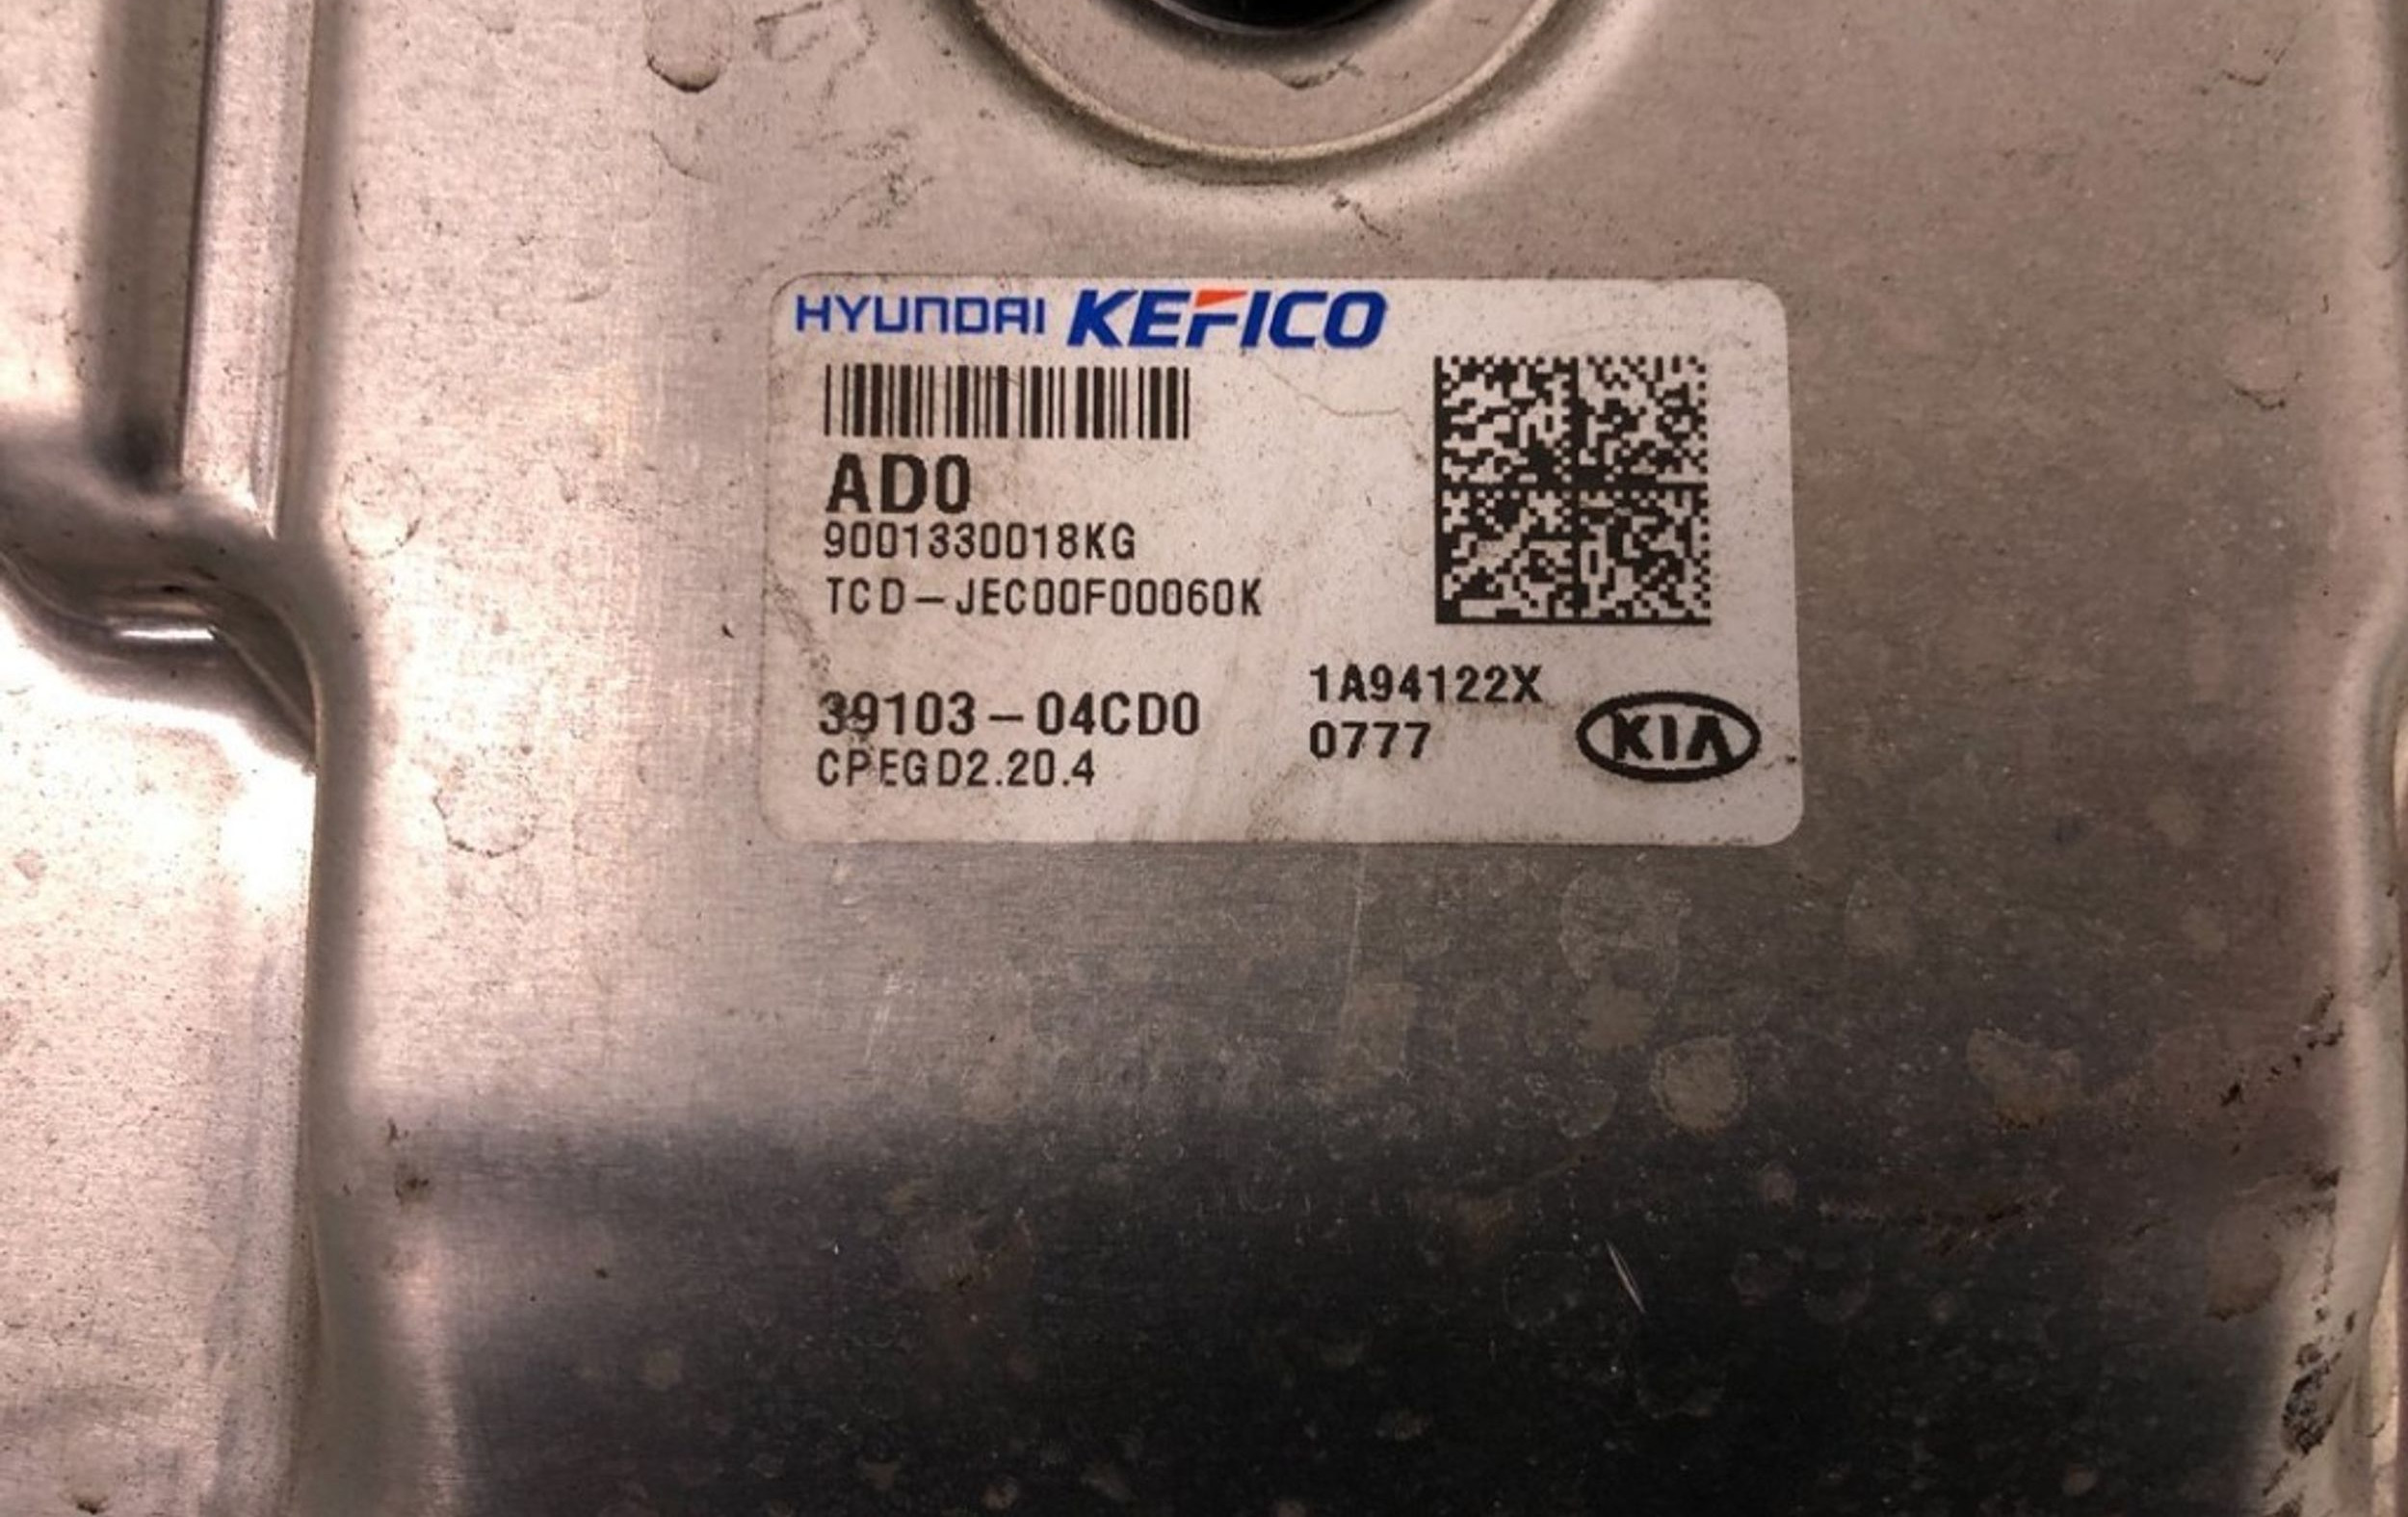 HYUNDAI KEFICO
AD0
9001330018KG
TCD-JEC00F00060K
39103-04CD0
CPEGD2.20.4
1A94122X
0777
KIA